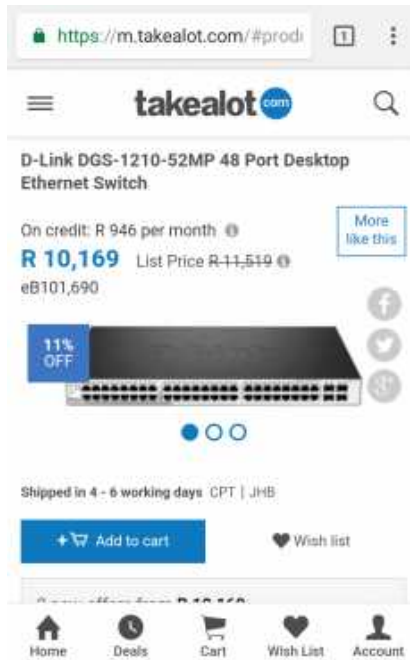 https://m.takealot.com/#produ
1
takealot com
D-Link DGS-1210-52MP 48 Port Desktop
Ethernet Switch
On credit: R 946 per month
More
like this
R 10,169 List Price R 11,519
eB101,690
11%
OFF
Shipped in 4 - 6 working days CPT | JHB
+ Add to cart
Wish list
Home Deals Cart Wish List Account